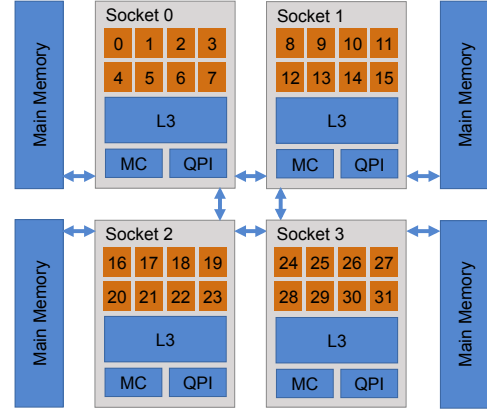 Main Memory
Socket 0
0 1 2 3
4 5 6 7
L3
MC QPI
Socket 1
8 9 10 11
12 13 14 15
L3
MC QPI
Main Memory
Main Memory
Socket 2
16 17 18 19
20 21 22 23
L3
MC QPI
Socket 3
24 25 26 27
28 29 30 31
L3
MC QPI
Main Memory